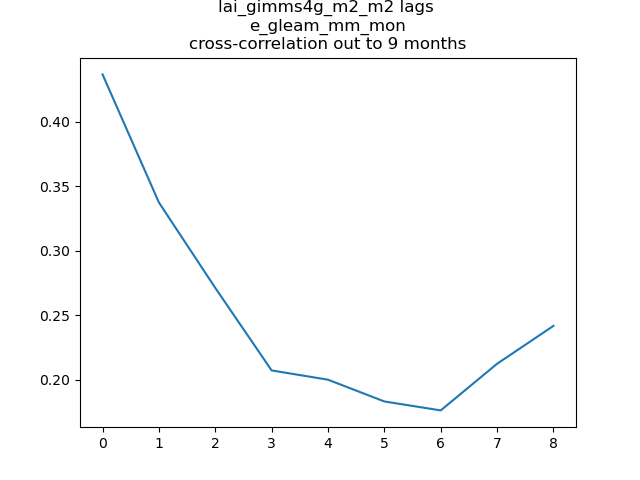 lai_gimms4g_m2_m2 lags
e_gleam_mm_mon
cross-correlation out to 9 months
0.40
0.35
0.30
0.25
0.20
0 1 2 3 4 5 6 7 8